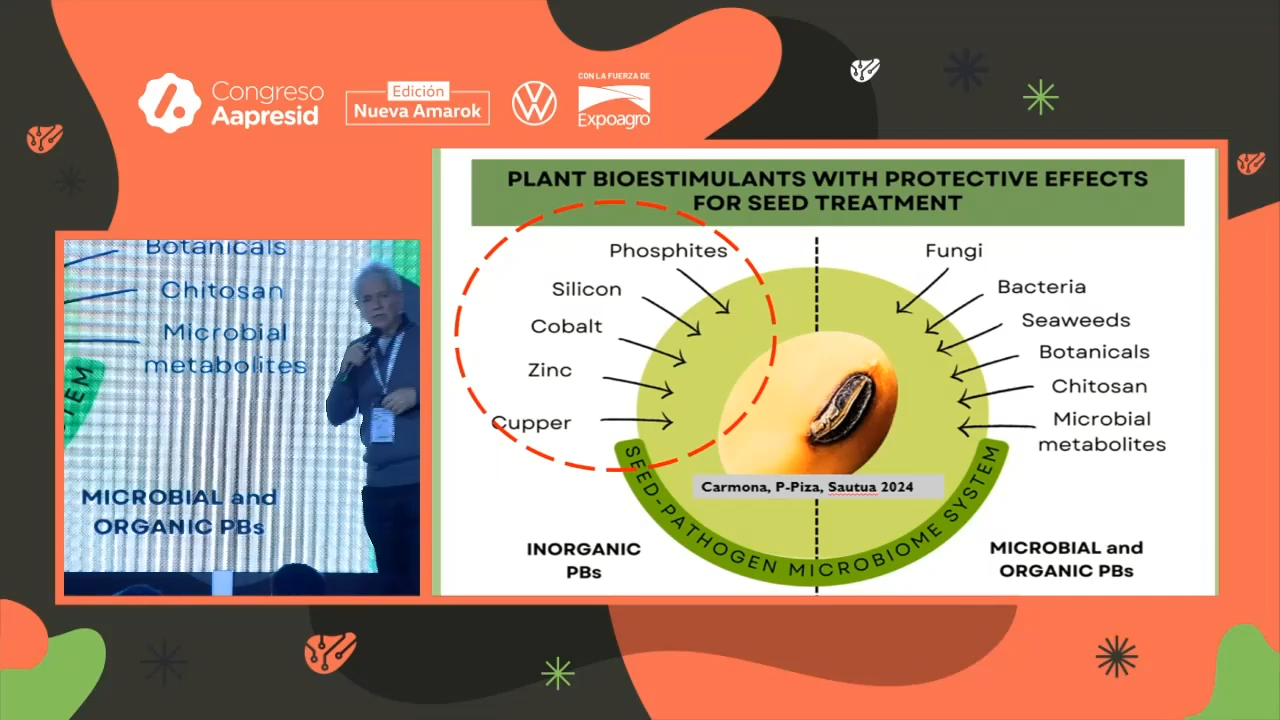 Congreso
Aapresid
Edición
Nueva Amarok
CON LA FUERZA DE
Expoagro
PLANT BIOESTIMULANTS WITH PROTECTIVE EFFECTS
FOR SEED TREATMENT
Phosphites
Silicon
Cobalt
Zinc
Cupper
Fungi
Bacteria
Seaweeds
Botanicals
Chitosan
Microbial
metabolites
SEED-PATHOGEN MICROBIOME SYSTEM
Carmona, P-Piza, Sautua 2024
INORGANIC
PBs
MICROBIAL and
ORGANIC PBs
Botanicals
Chitosan
Microbial
metabolites
MICROBIAL and
ORGANIC PBs